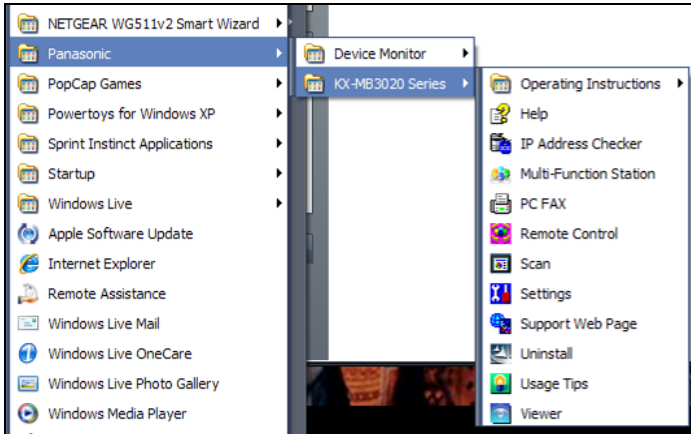 NETGEAR WG511v2 Smart Wizard
Panasonic
PopCap Games
Powertoys for Windows XP
Sprint Instinct Applications
Startup
Windows Live
Apple Software Update
Internet Explorer
Remote Assistance
Windows Live Mail
Windows Live OneCare
Windows Live Photo Gallery
Windows Media Player
Device Monitor
KX-MB3020 Series
Operating Instructions
Help
IP Address Checker
Multi-Function Station
PC FAX
Remote Control
Scan
Settings
Support Web Page
Uninstall
Usage Tips
Viewer